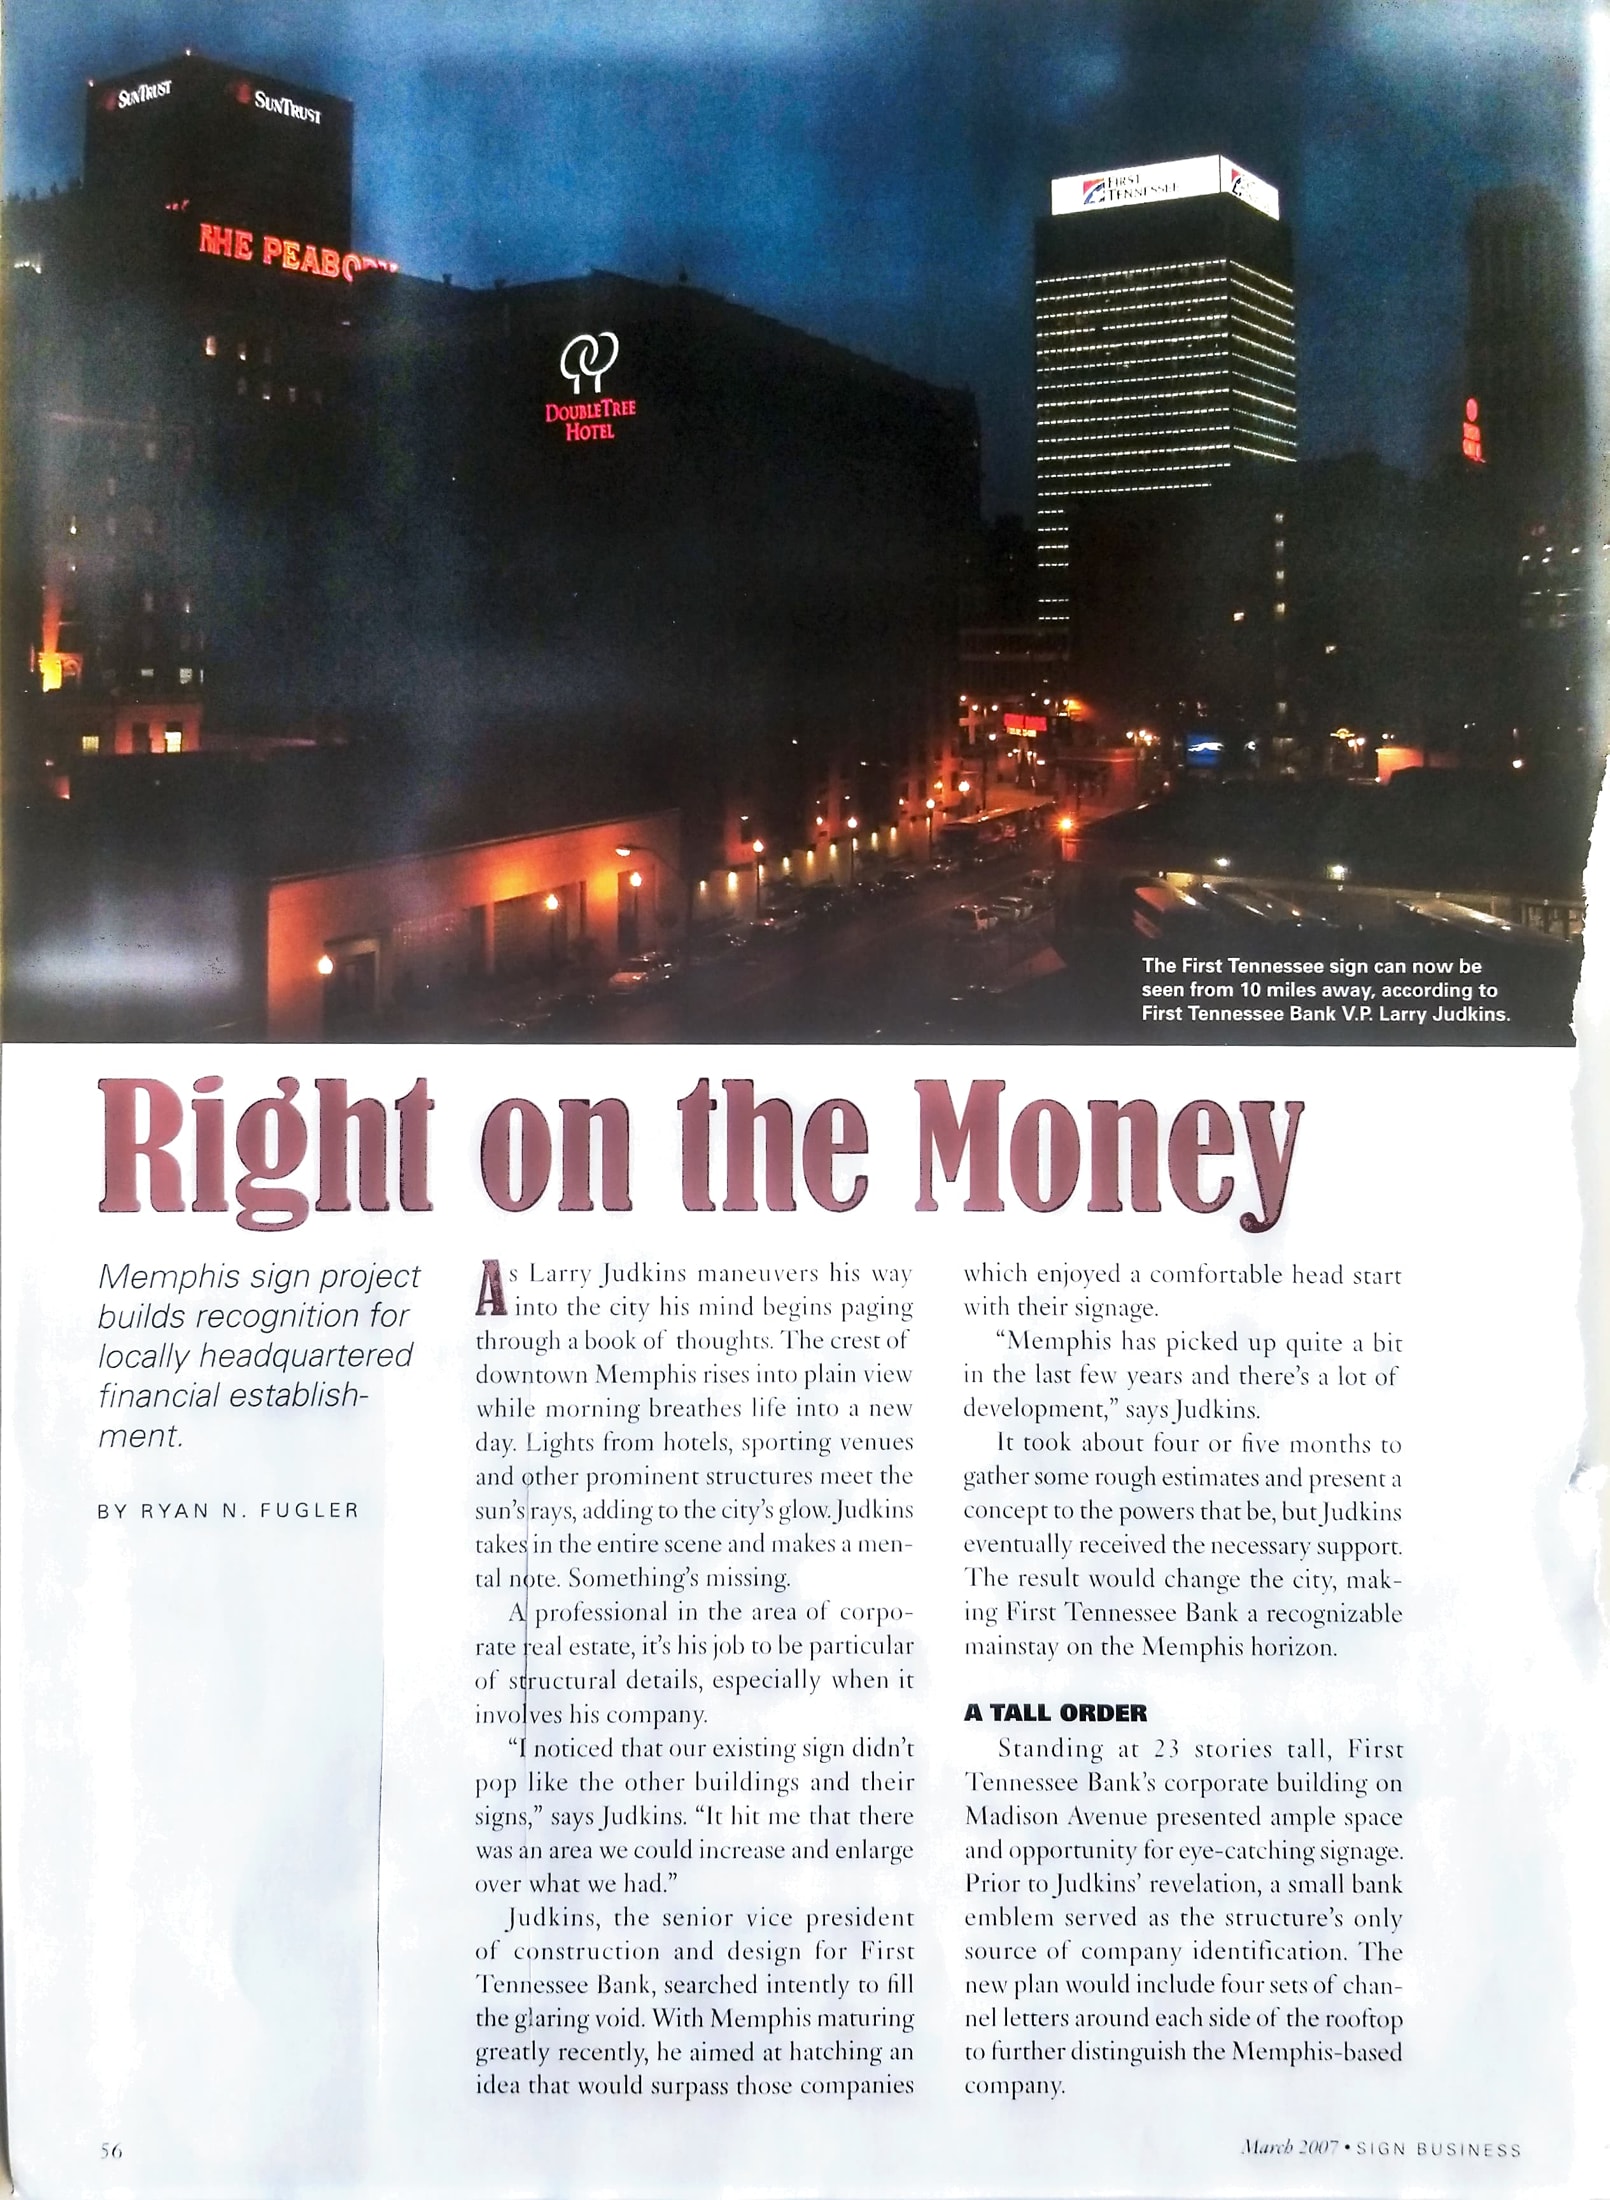 SUNTRUST
SUNTRUST
THE PEABODY
DOUBLETREE
HOTEL
FIRST
TENNESSEE
The First Tennessee sign can now be
seen from 10 miles away, according to
First Tennessee Bank V.P. Larry Judkins.
Right on the Money
Memphis sign project
builds recognition for
locally headquartered
financial establish-
ment.
BY RYAN N. FUGLER
As Larry Judkins maneuvers his way
into the city his mind begins paging
through a book of thoughts. The crest of
downtown Memphis rises into plain view
while morning breathes life into a new
day. Lights from hotels, sporting venues
and other prominent structures meet the
sun's rays, adding to the city's glow. Judkins
takes in the entire scene and makes a men-
tal note. Something's missing.
A professional in the area of corpo-
rate real estate, it's his job to be particular
of structural details, especially when it
involves his company.
“I noticed that our existing sign didn't
pop like the other buildings and their
signs,” says Judkins. “It hit me that there
was an area we could increase and enlarge
over what we had.”
Judkins, the senior vice president
of construction and design for First
Tennessee Bank, searched intently to fill
the glaring void. With Memphis maturing
greatly recently, he aimed at hatching an
idea that would surpass those companies
which enjoyed a comfortable head start
with their signage.
“Memphis has picked up quite a bit
in the last few years and there's a lot of
development,” says Judkins.
It took about four or five months to
gather some rough estimates and present a
concept to the powers that be, but Judkins
eventually received the necessary support.
The result would change the city, mak-
ing First Tennessee Bank a recognizable
mainstay on the Memphis horizon.
A TALL ORDER
Standing at 23 stories tall, First
Tennessee Bank's corporate building on
Madison Avenue presented ample space
and opportunity for eye-catching signage.
Prior to Judkins' revelation, a small bank
emblem served as the structure's only
source of company identification. The
new plan would include four sets of chan-
nel letters around each side of the rooftop
to further distinguish the Memphis-based
company.
56
March 2007 • SIGN BUSINESS